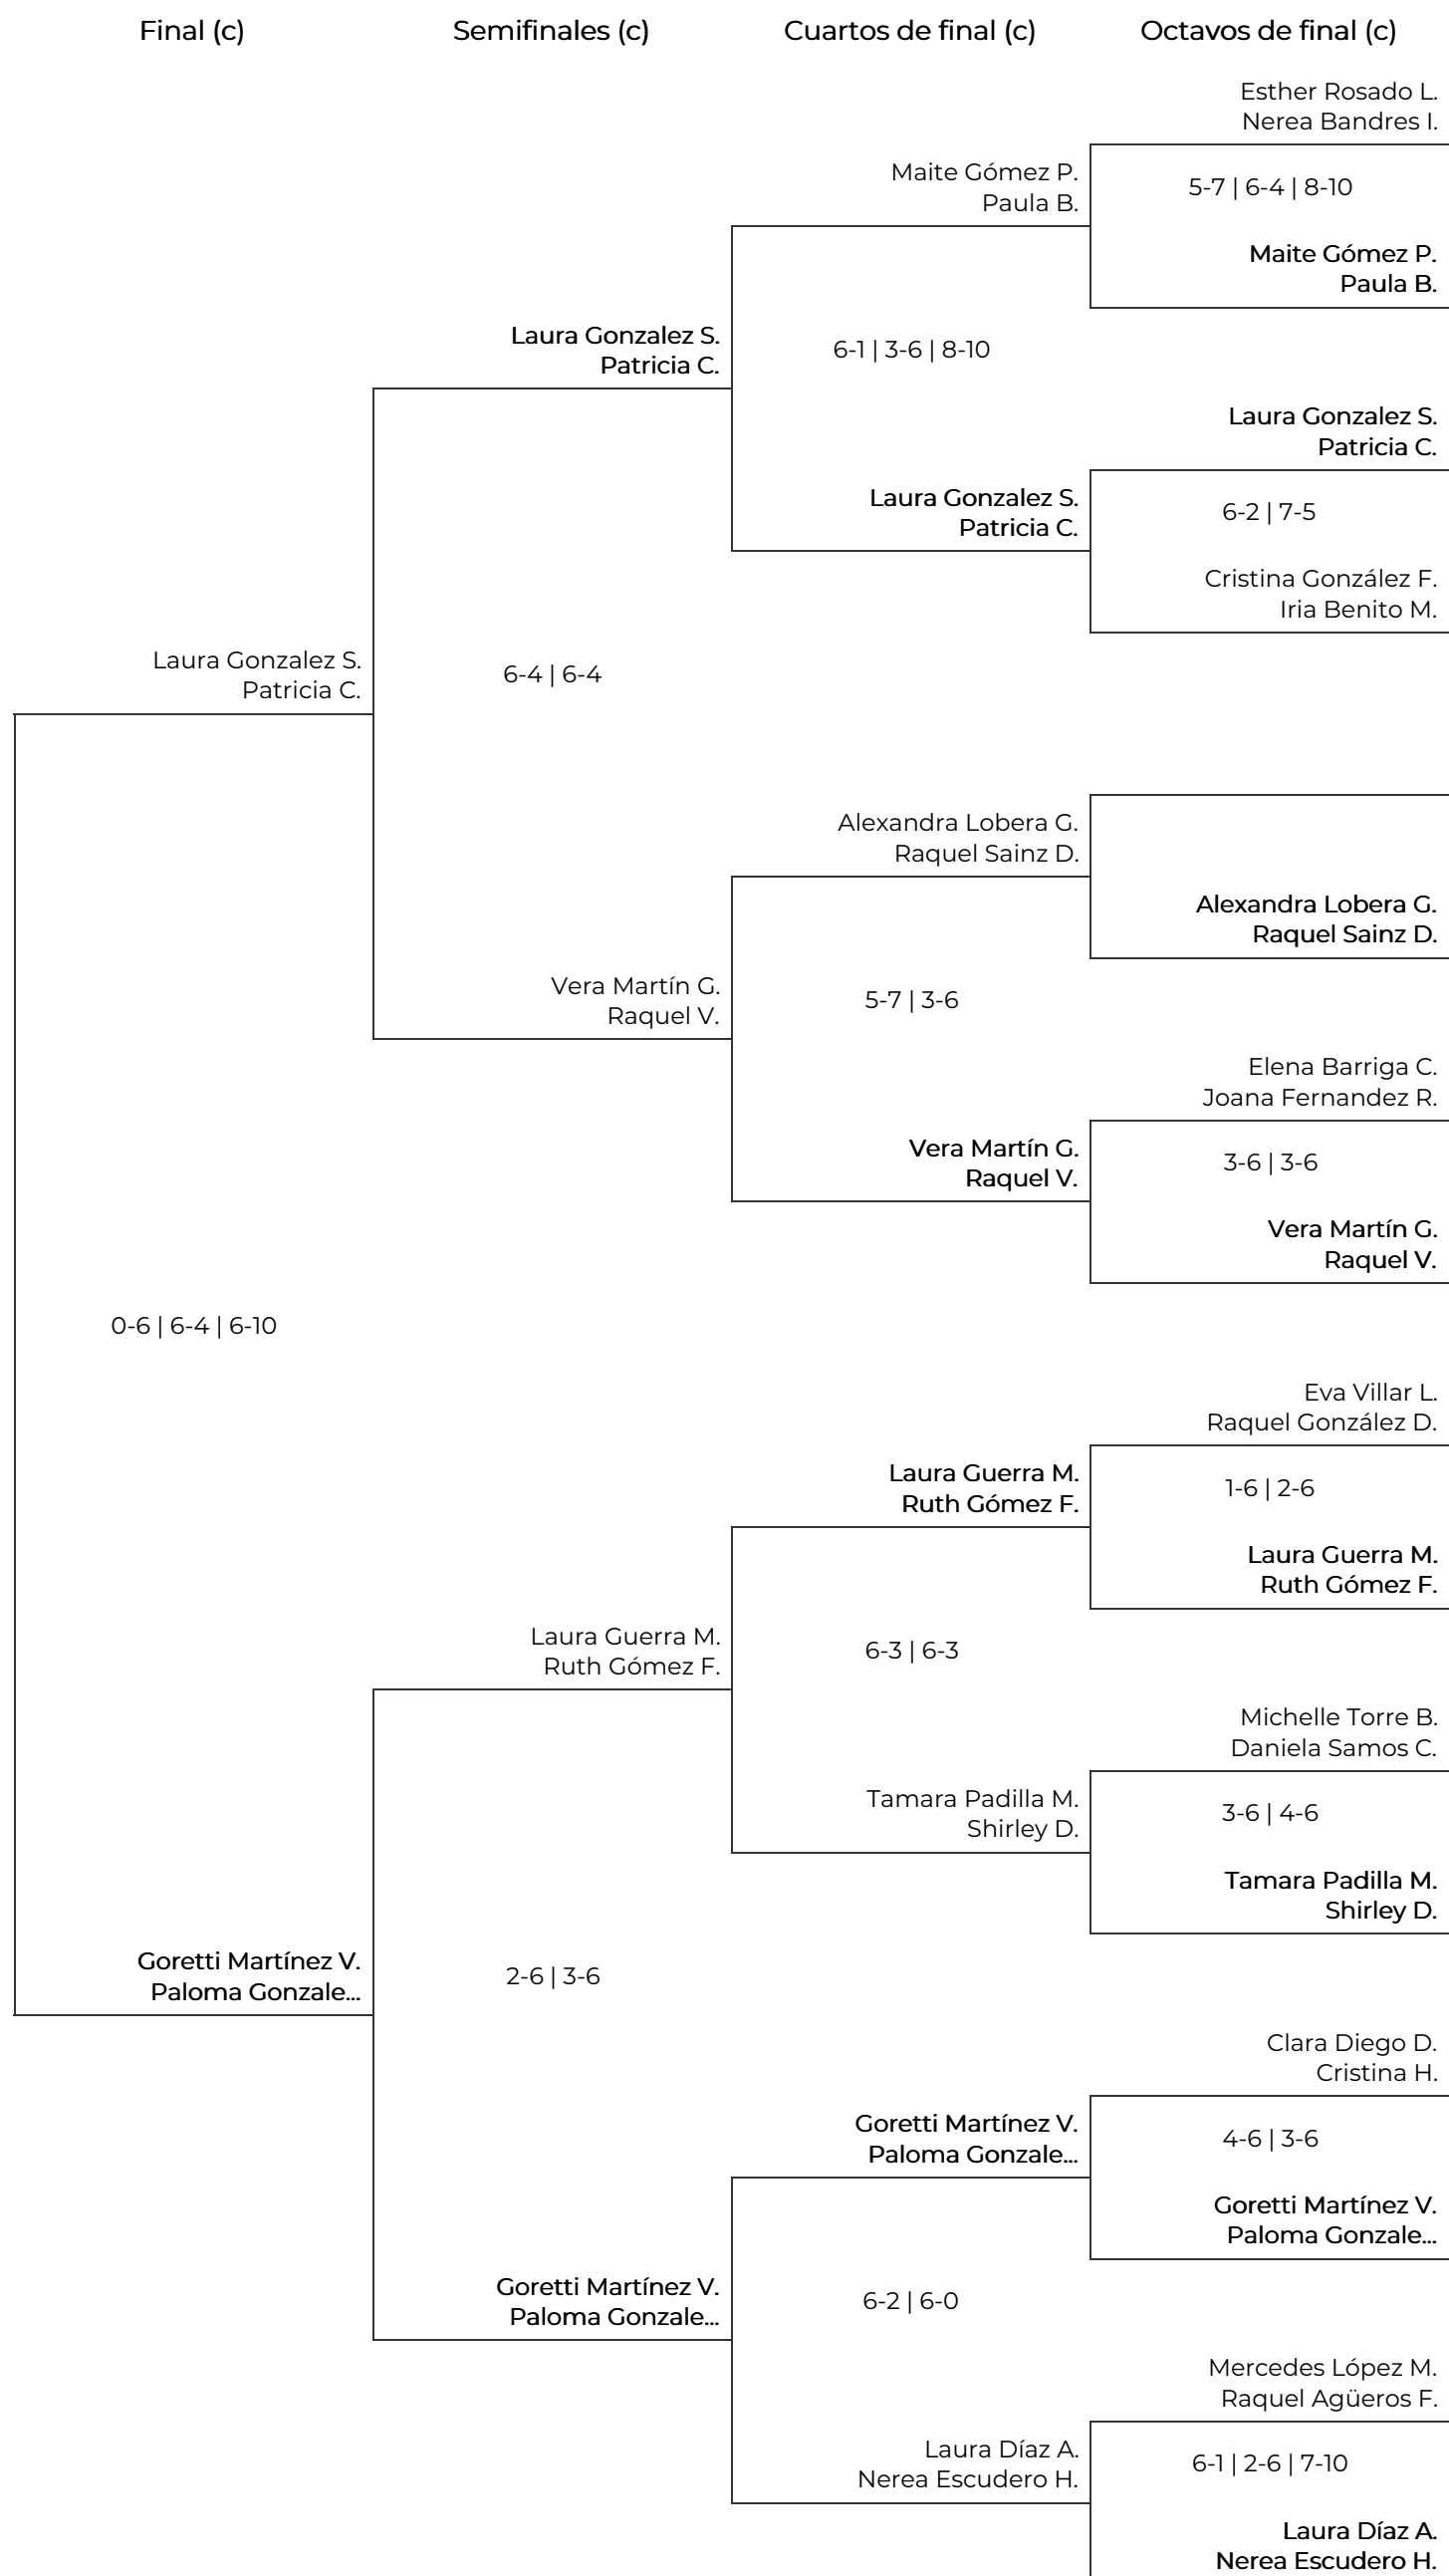 Final (c)
Semifinales (c)
Cuartos de final (c)
Octavos de final (c)
Esther Rosado L.
Nerea Bandres I.
Maite Gómez P.
Paula B.
5-7 | 6-4 | 8-10
Maite Gómez P.
Paula B.
Laura Gonzalez S.
Patricia C.
6-1 | 3-6 | 8-10
Laura Gonzalez S.
Patricia C.
Laura Gonzalez S.
Patricia C.
6-2 | 7-5
Cristina González F.
Iria Benito M.
Laura Gonzalez S.
Patricia C.
6-4 | 6-4
Alexandra Lobera G.
Raquel Sainz D.
Alexandra Lobera G.
Raquel Sainz D.
Vera Martín G.
Raquel V.
5-7 | 3-6
Elena Barriga C.
Joana Fernandez R.
Vera Martín G.
Raquel V.
3-6 | 3-6
Vera Martín G.
Raquel V.
0-6 | 6-4 | 6-10
Eva Villar L.
Raquel González D.
Laura Guerra M.
Ruth Gómez F.
1-6 | 2-6
Laura Guerra M.
Ruth Gómez F.
Laura Guerra M.
Ruth Gómez F.
6-3 | 6-3
Michelle Torre B.
Daniela Samos C.
Tamara Padilla M.
Shirley D.
3-6 | 4-6
Tamara Padilla M.
Shirley D.
Goretti Martínez V.
Paloma Gonzale...
2-6 | 3-6
Clara Diego D.
Cristina H.
Goretti Martínez V.
Paloma Gonzale...
4-6 | 3-6
Goretti Martínez V.
Paloma Gonzale...
Goretti Martínez V.
Paloma Gonzale...
6-2 | 6-0
Mercedes López M.
Raquel Agüeros F.
Laura Díaz A.
Nerea Escudero H.
6-1 | 2-6 | 7-10
Laura Díaz A.
Nerea Escudero H.